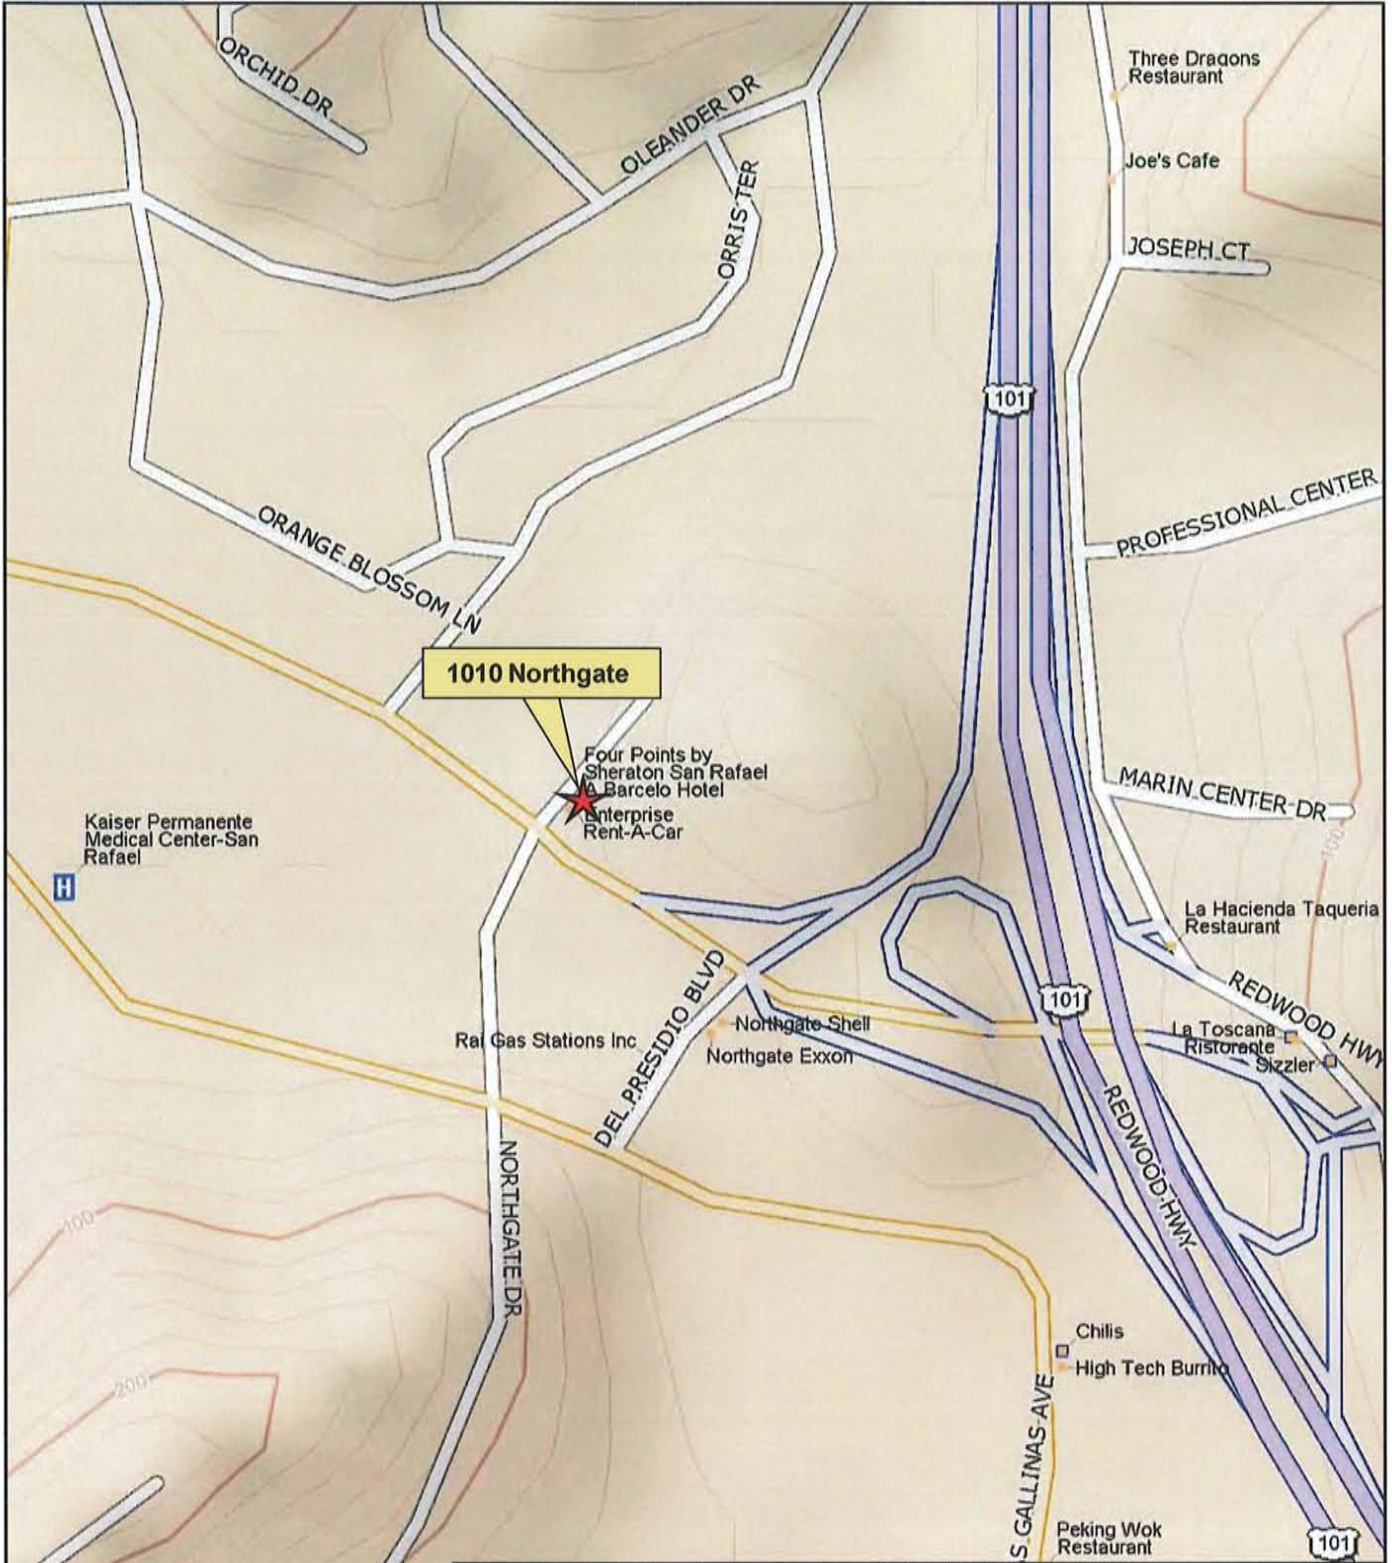 ORCHID DR
OLEANDER DR
Three Dragons
Restaurant
Joe's Cafe
ORRIS TER
JOSEPH CT
101
PROFESSIONAL CENTER
ORANGE BLOSSOM LN
1010 Northgate
Four Points by
Sheraton San Rafael
A Barcelo Hotel
Enterprise
Rent-A-Car
MARIN CENTER DR
Kaiser Permanente
Medical Center-San
Rafael
H
100
La Hacienda Taqueria
Restaurant
REDWOOD HWY
101
DEL PRESIDIO BLVD
Northgate Shell
Ral Gas Stations Inc
Northgate Exxon
La Toscana
Ristorante
Sizzler
REDWOOD HWY
NORTHGATE DR
100
200
Chilis
High Tech Burrito
S GALLINAS AVE
Peking Wok
Restaurant
101